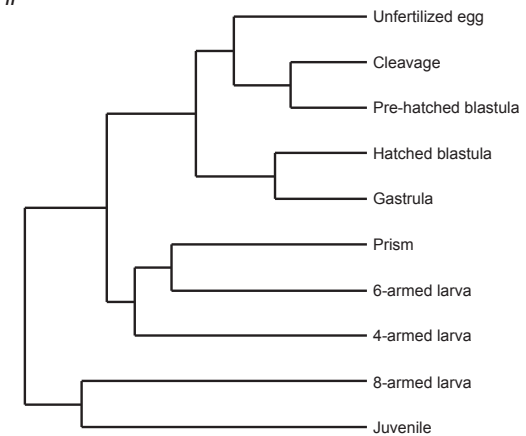 Unfertilized egg
Cleavage
Pre-hatched blastula
Hatched blastula
Gastrula
Prism
6-armed larva
4-armed larva
8-armed larva
Juvenile